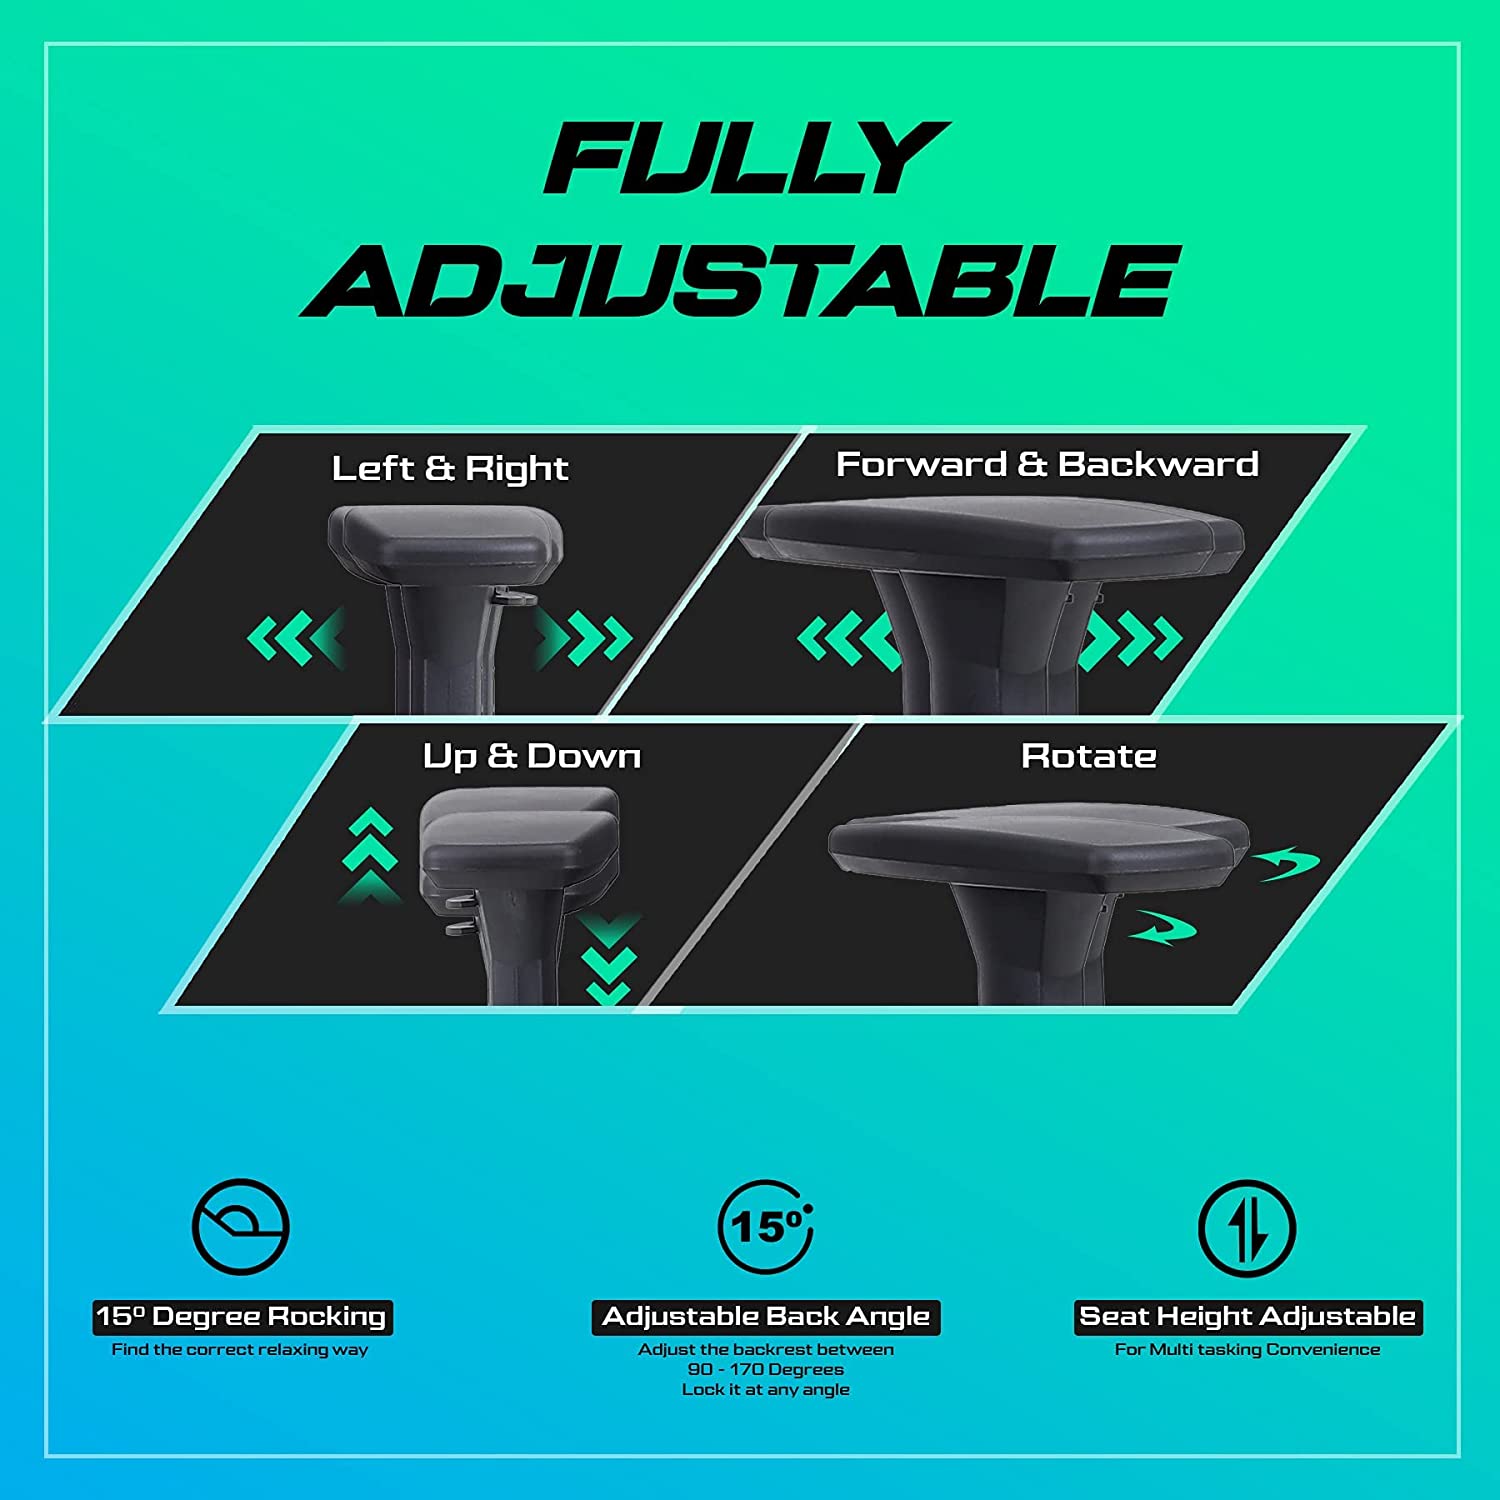 FULLY
ADJUSTABLE
Left & Right
Forward & Backward
Up & Down
Rotate
15º
15º Degree Rocking
Find the correct relaxing way
Adjustable Back Angle
Adjust the backrest between
90 - 170 Degrees
Lock it at any angle
Seat Height Adjustable
For Multi tasking Convenience